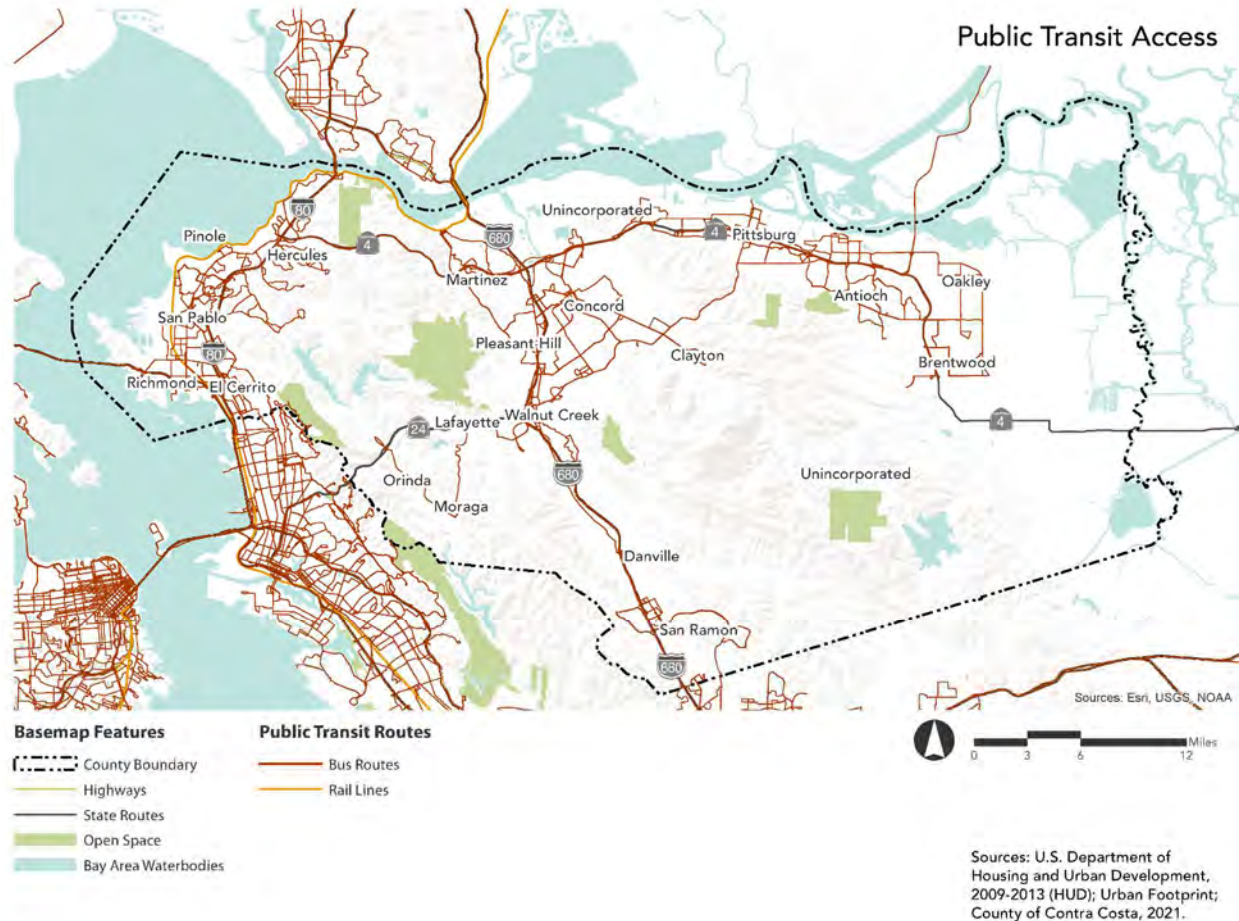 Public Transit Access
80
680
Unincorporated
4
Pittsburg
Pinole
Hercules
4
Martinez
Oakley
Antioch
Concord
San Pablo
80
Pleasant Hill
Clayton
Brentwood
Richmond
El Cerrito
Walnut Creek
Lafayette
24
4
680
Orinda
Unincorporated
Moraga
Danville
San Ramon
680
Sources: Esri, USGS, NOAA
Basemap Features
County Boundary
Highways
State Routes
Open Space
Bay Area Waterbodies
Public Transit Routes
Bus Routes
Rail Lines
Miles
0 3 6 12
Sources: U.S. Department of
Housing and Urban Development,
2009-2013 (HUD); Urban Footprint;
County of Contra Costa, 2021.